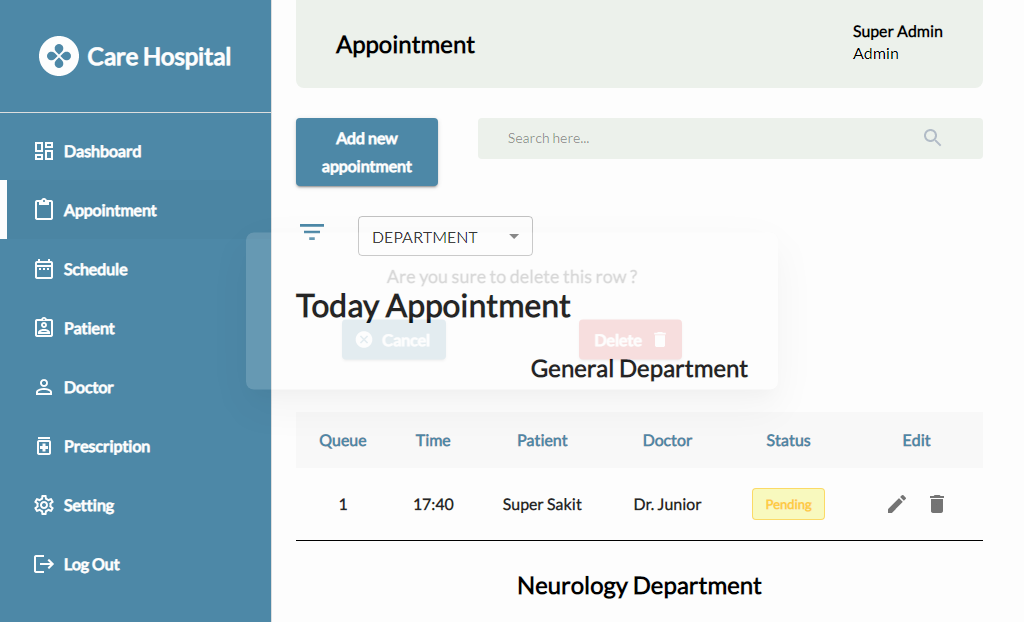 Care Hospital
Dashboard
Appointment
Schedule
Patient
Doctor
Prescription
Setting
Log Out
Appointment
Super Admin
Admin
Add new
appointment
Search here...
DEPARTMENT
Are you sure to delete this row ?
Today Appointment
Cancel Delete
General Department
Queue Time Patient Doctor Status Edit
1 17:40 Super Sakit Dr. Junior Pending
Neurology Department